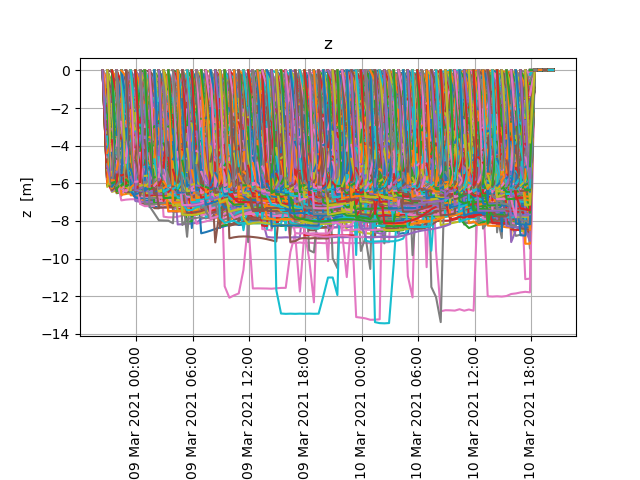 z
0
−2
−4
−6
−8
−10
−12
−14
z [m]
09 Mar 2021 00:00
09 Mar 2021 06:00
09 Mar 2021 12:00
09 Mar 2021 18:00
10 Mar 2021 00:00
10 Mar 2021 06:00
10 Mar 2021 12:00
10 Mar 2021 18:00